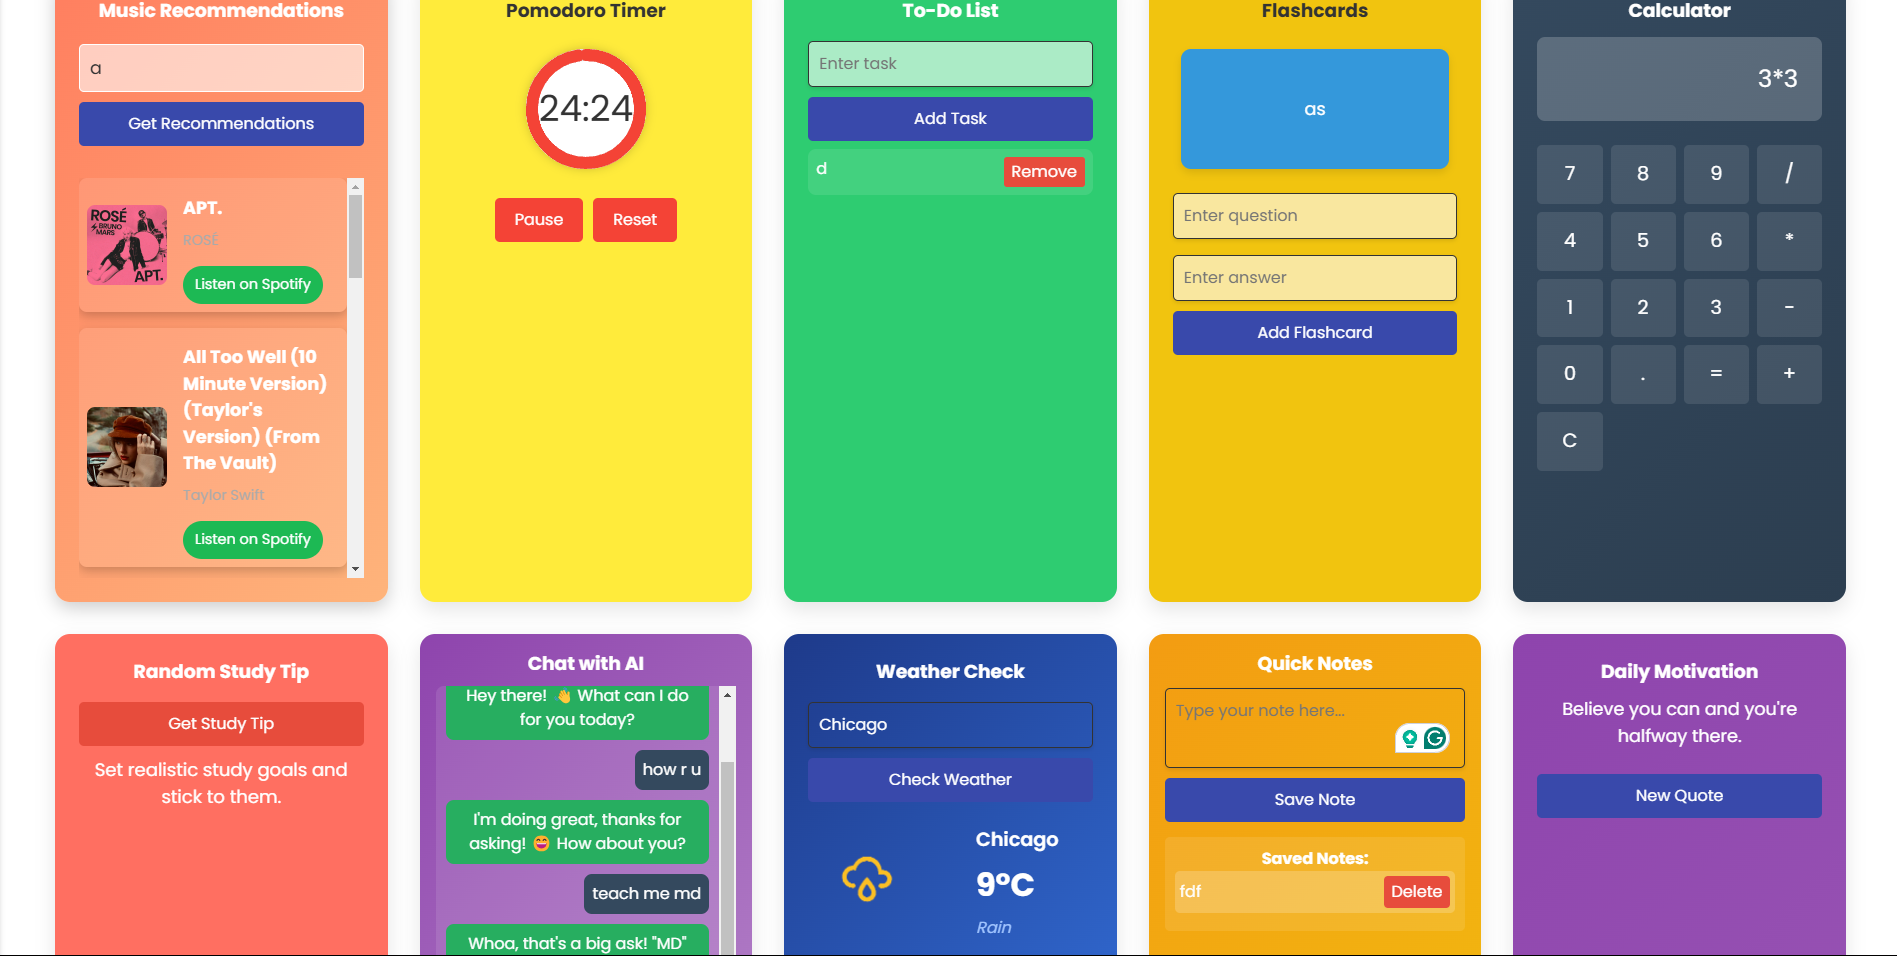 Music Recommendations
a
Get Recommendations
ROSÉ
& BRUNO
MARS
APT.
APT.
ROSÉ
Listen on Spotify
All Too Well (10
Minute Version)
(Taylor's
Version) (From
The Vault)
Taylor Swift
Listen on Spotify
Pomodoro Timer
24:24
Pause
Reset
To-Do List
Enter task
Add Task
d
Remove
Flashcards
as
Enter question
Enter answer
Add Flashcard
Calculator
3*3
7 8 9 /
4 5 6 *
1 2 3 -
0 . = +
C
Random Study Tip
Get Study Tip
Set realistic study goals and
stick to them.
Chat with AI
Hey there! 👋 What can I do
for you today?
how r u
I'm doing great, thanks for
asking! 😄 How about you?
teach me md
Whoa, that's a big ask! "MD"
Weather Check
Chicago
Check Weather
Chicago
9°C
Rain
Quick Notes
Type your note here...
Save Note
Saved Notes:
fdf
Delete
Daily Motivation
Believe you can and you're
halfway there.
New Quote